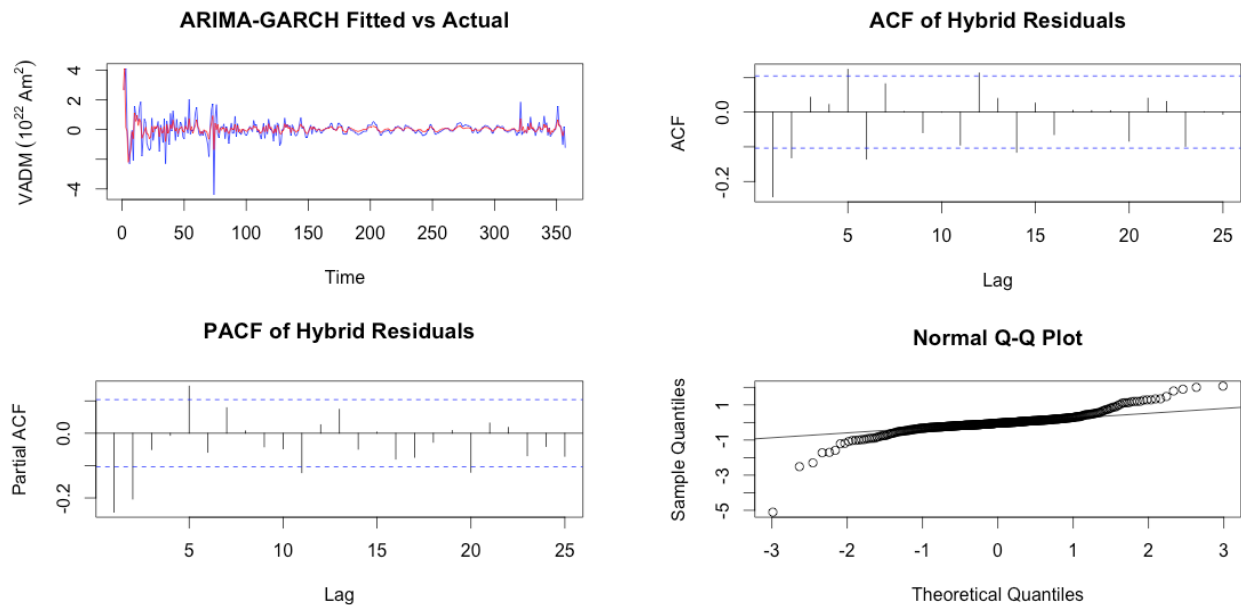 ARIMA-GARCH Fitted vs Actual
VADM (10²² Am²)
4
2
0
-4
0 50 100 150 200 250 300 350
Time
ACF of Hybrid Residuals
ACF
0.0
-0.2
5 10 15 20 25
Lag
PACF of Hybrid Residuals
Partial ACF
0.0
-0.2
5 10 15 20 25
Lag
Normal Q-Q Plot
Sample Quantiles
1
-1
-3
-5
-3 -2 -1 0 1 2 3
Theoretical Quantiles